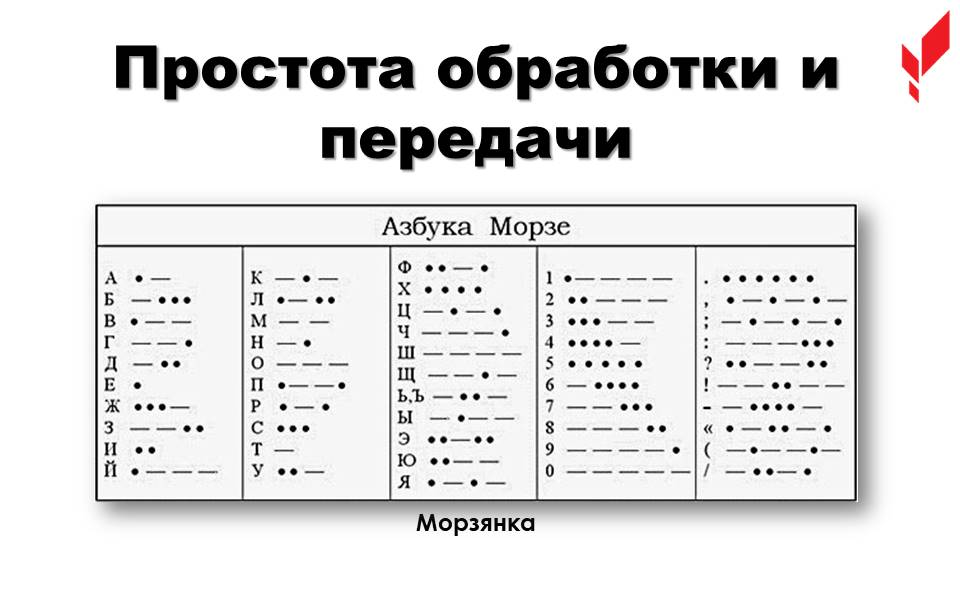 Простота обработки и
передачи
Азбука Морзе
А • —
Б — • • •
В • — —
Г — — •
Д — • •
Е •
Ж • • • —
З — — • •
И • •
Й • — — —
К — • —
Л • — • •
М — —
Н — •
О — — —
П • — — •
Р • — •
С • • •
Т —
У • • —
Ф • • — •
Х • • • •
Ц — • — •
Ч — — — •
Ш — — — —
Щ — — • —
Ь,Ъ — • • —
Ы — • — —
Э • • — • •
Ю • • — —
Я • — • —
1 • — — — —
2 • • — — —
3 • • • — —
4 • • • • —
5 • • • • •
6 — • • • •
7 — — • • •
8 — — — • •
9 — — — — •
0 — — — — —
. • • • • • •
, • — • — • —
; — • — • — •
: — — — • • •
? • • — — • •
! — — • • — —
- — • • • • —
« • — • • — •
( — • — — • —
/ — • • — •
Морзянка